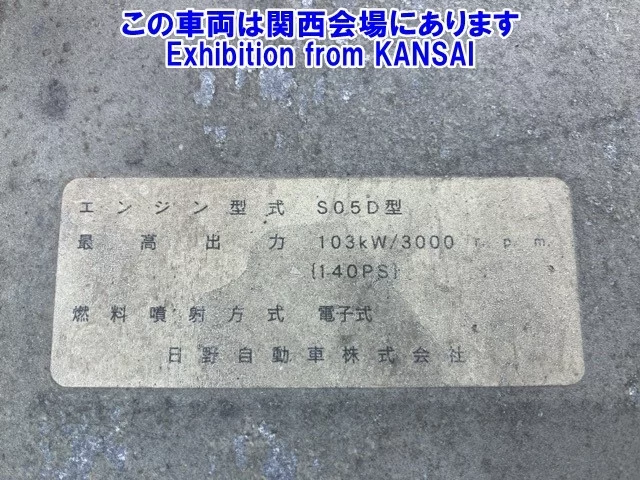 この車両は関西会場にあります
Exhibition from KANSAI
エンジン型式 S05D型
最高出力 103kW/3000 r.p.m.
{140PS}
燃料噴射方式 電子式
日野自動車株式会社